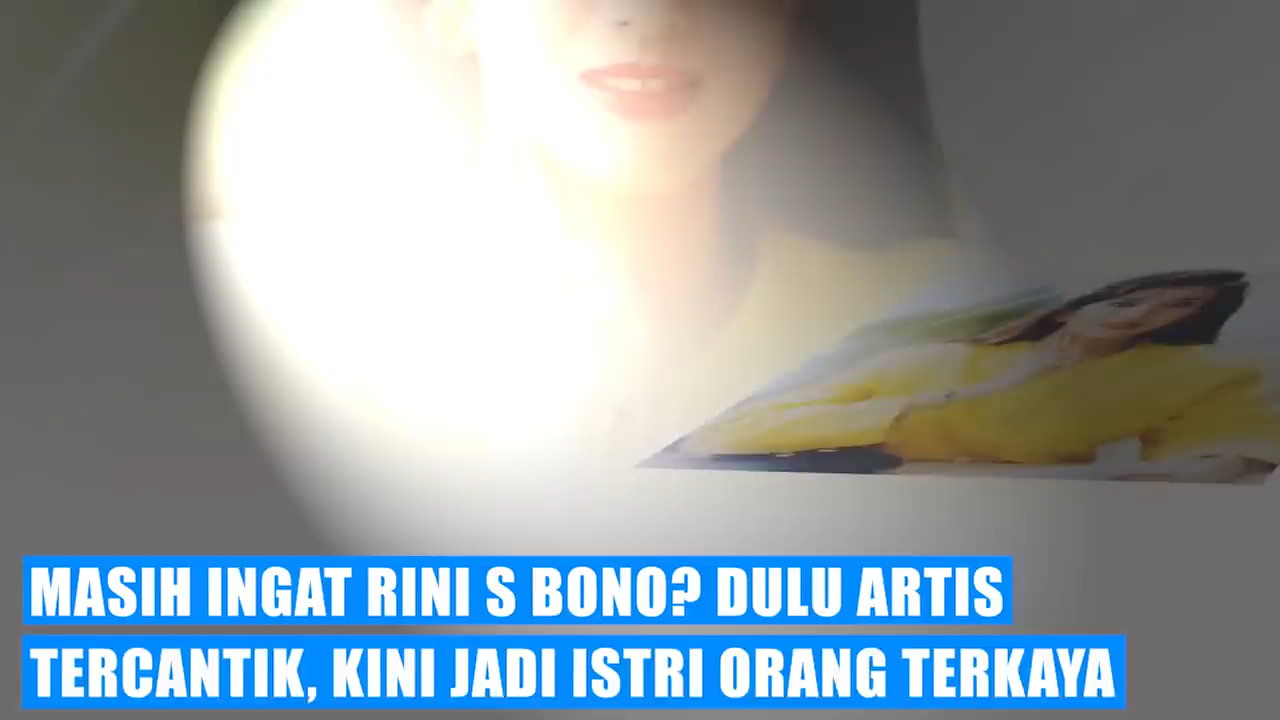 MASIH INGAT RINI S BONO? DULU ARTIS
TERCANTIK, KINI JADI ISTRI ORANG TERKAYA